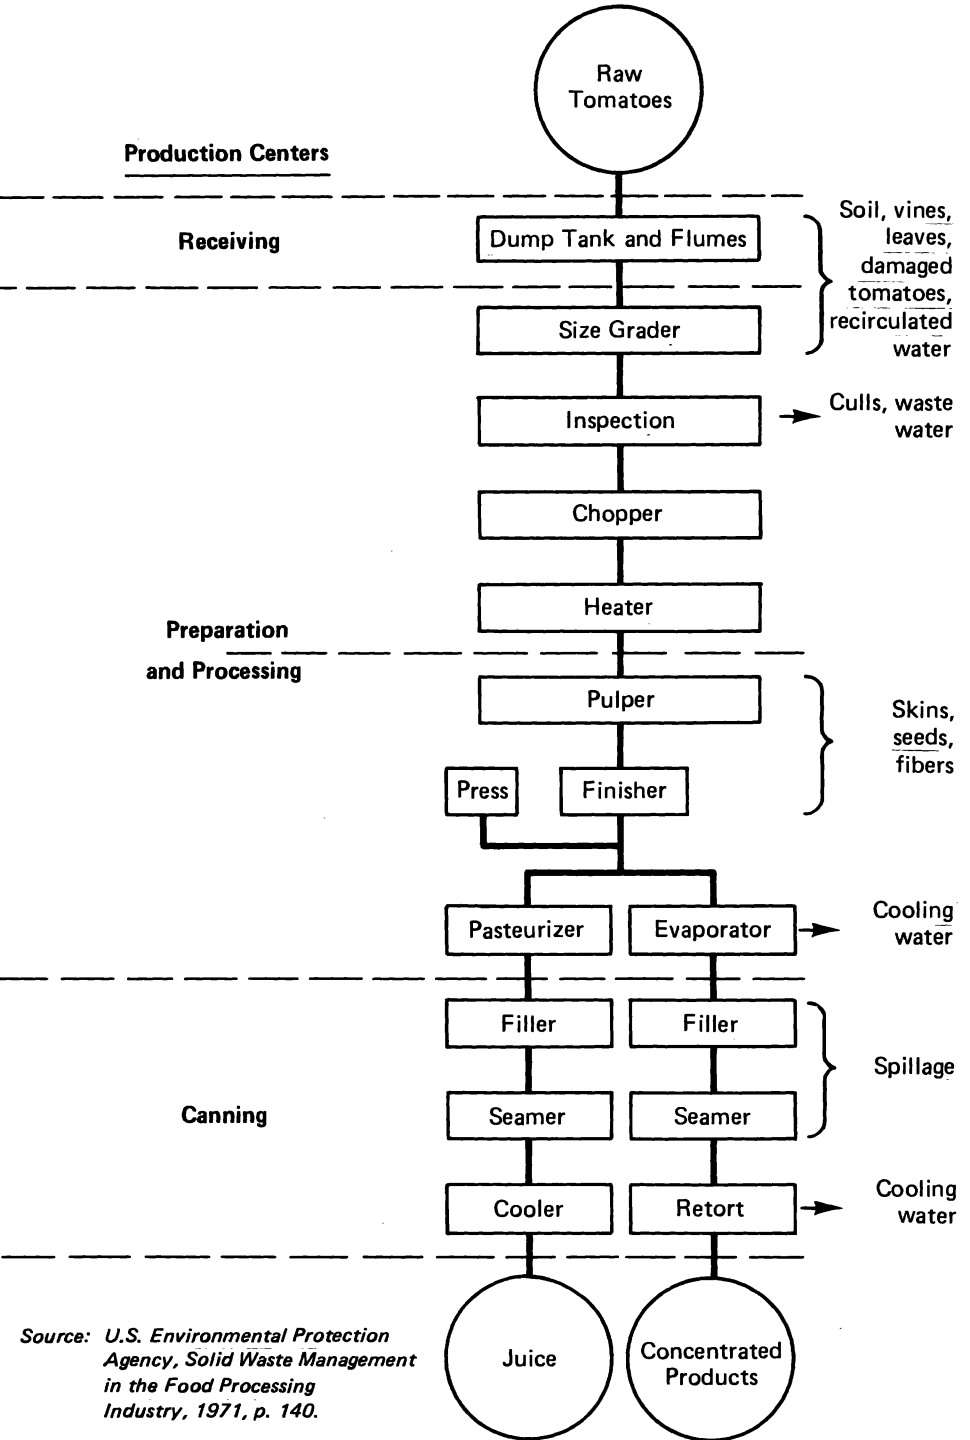 Raw
Tomatoes
Production Centers
Receiving
Dump Tank and Flumes
Soil, vines,
leaves,
damaged
tomatoes,
recirculated
water
Size Grader
Inspection
Culls, waste
water
Chopper
Heater
Preparation
and Processing
Pulper
Skins,
seeds,
fibers
Press
Finisher
Pasteurizer
Evaporator
Cooling
water
Filler
Filler
Spillage
Canning
Seamer
Seamer
Cooler
Retort
Cooling
water
Juice
Concentrated
Products
Source: U.S. Environmental Protection
Agency, Solid Waste Management
in the Food Processing
Industry, 1971, p. 140.